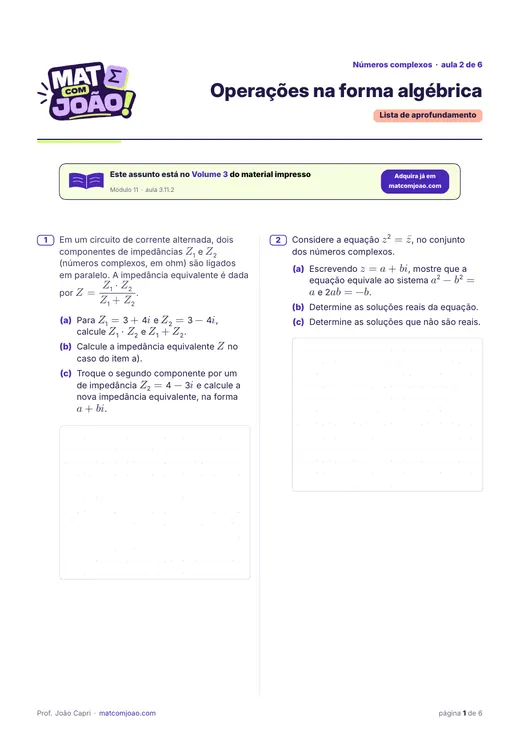 MAT Σ
COM
JOÃO!
Números complexos · aula 2 de 6
Operações na forma algébrica
Lista de aprofundamento
Este assunto está no Volume 3 do material impresso
Módulo 11 · aula 3.11.2
Adquira já em
matcomjoao.com
1 Em um circuito de corrente alternada, dois
componentes de impedâncias Z₁ e Z₂
(números complexos, em ohm) são ligados
em paralelo. A impedância equivalente é dada
por Z = (Z₁ · Z₂)/(Z₁ + Z₂).
(a) Para Z₁ = 3 + 4i e Z₂ = 3 − 4i,
calcule Z₁ · Z₂ e Z₁ + Z₂.
(b) Calcule a impedância equivalente Z no
caso do item a).
(c) Troque o segundo componente por um
de impedância Z₂ = 4 − 3i e calcule a
nova impedância equivalente, na forma
a + bi.
2 Considere a equação z² = z̄, no conjunto
dos números complexos.
(a) Escrevendo z = a + bi, mostre que a
equação equivale ao sistema a² − b² =
a e 2ab = −b.
(b) Determine as soluções reais da equação.
(c) Determine as soluções que não são reais.
Prof. João Capri · matcomjoao.com
página 1 de 6